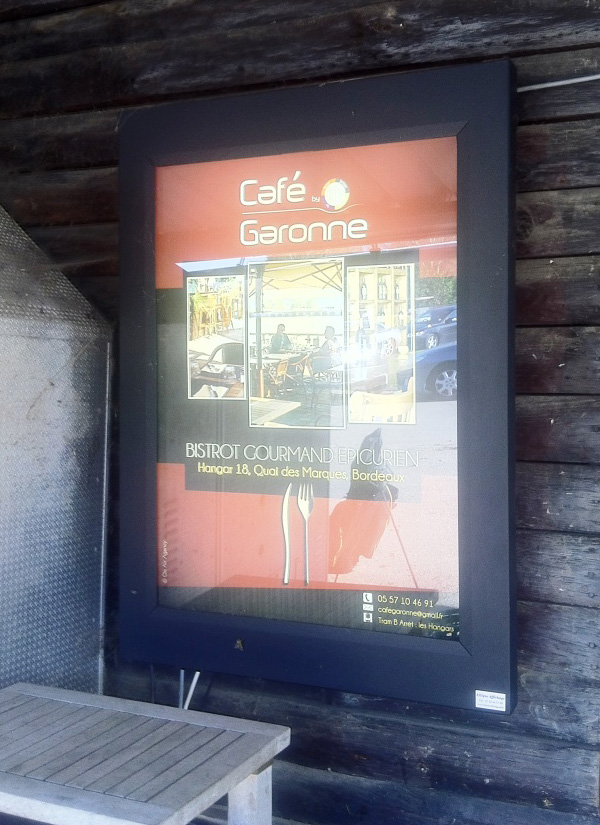 Café by
Garonne
BISTROT GOURMAND EPICURIEN
Hangar 18, Quai des Marques, Bordeaux
05 57 10 46 91
cafegaronne@gmail.fr
Tram B Arret : les Hangars